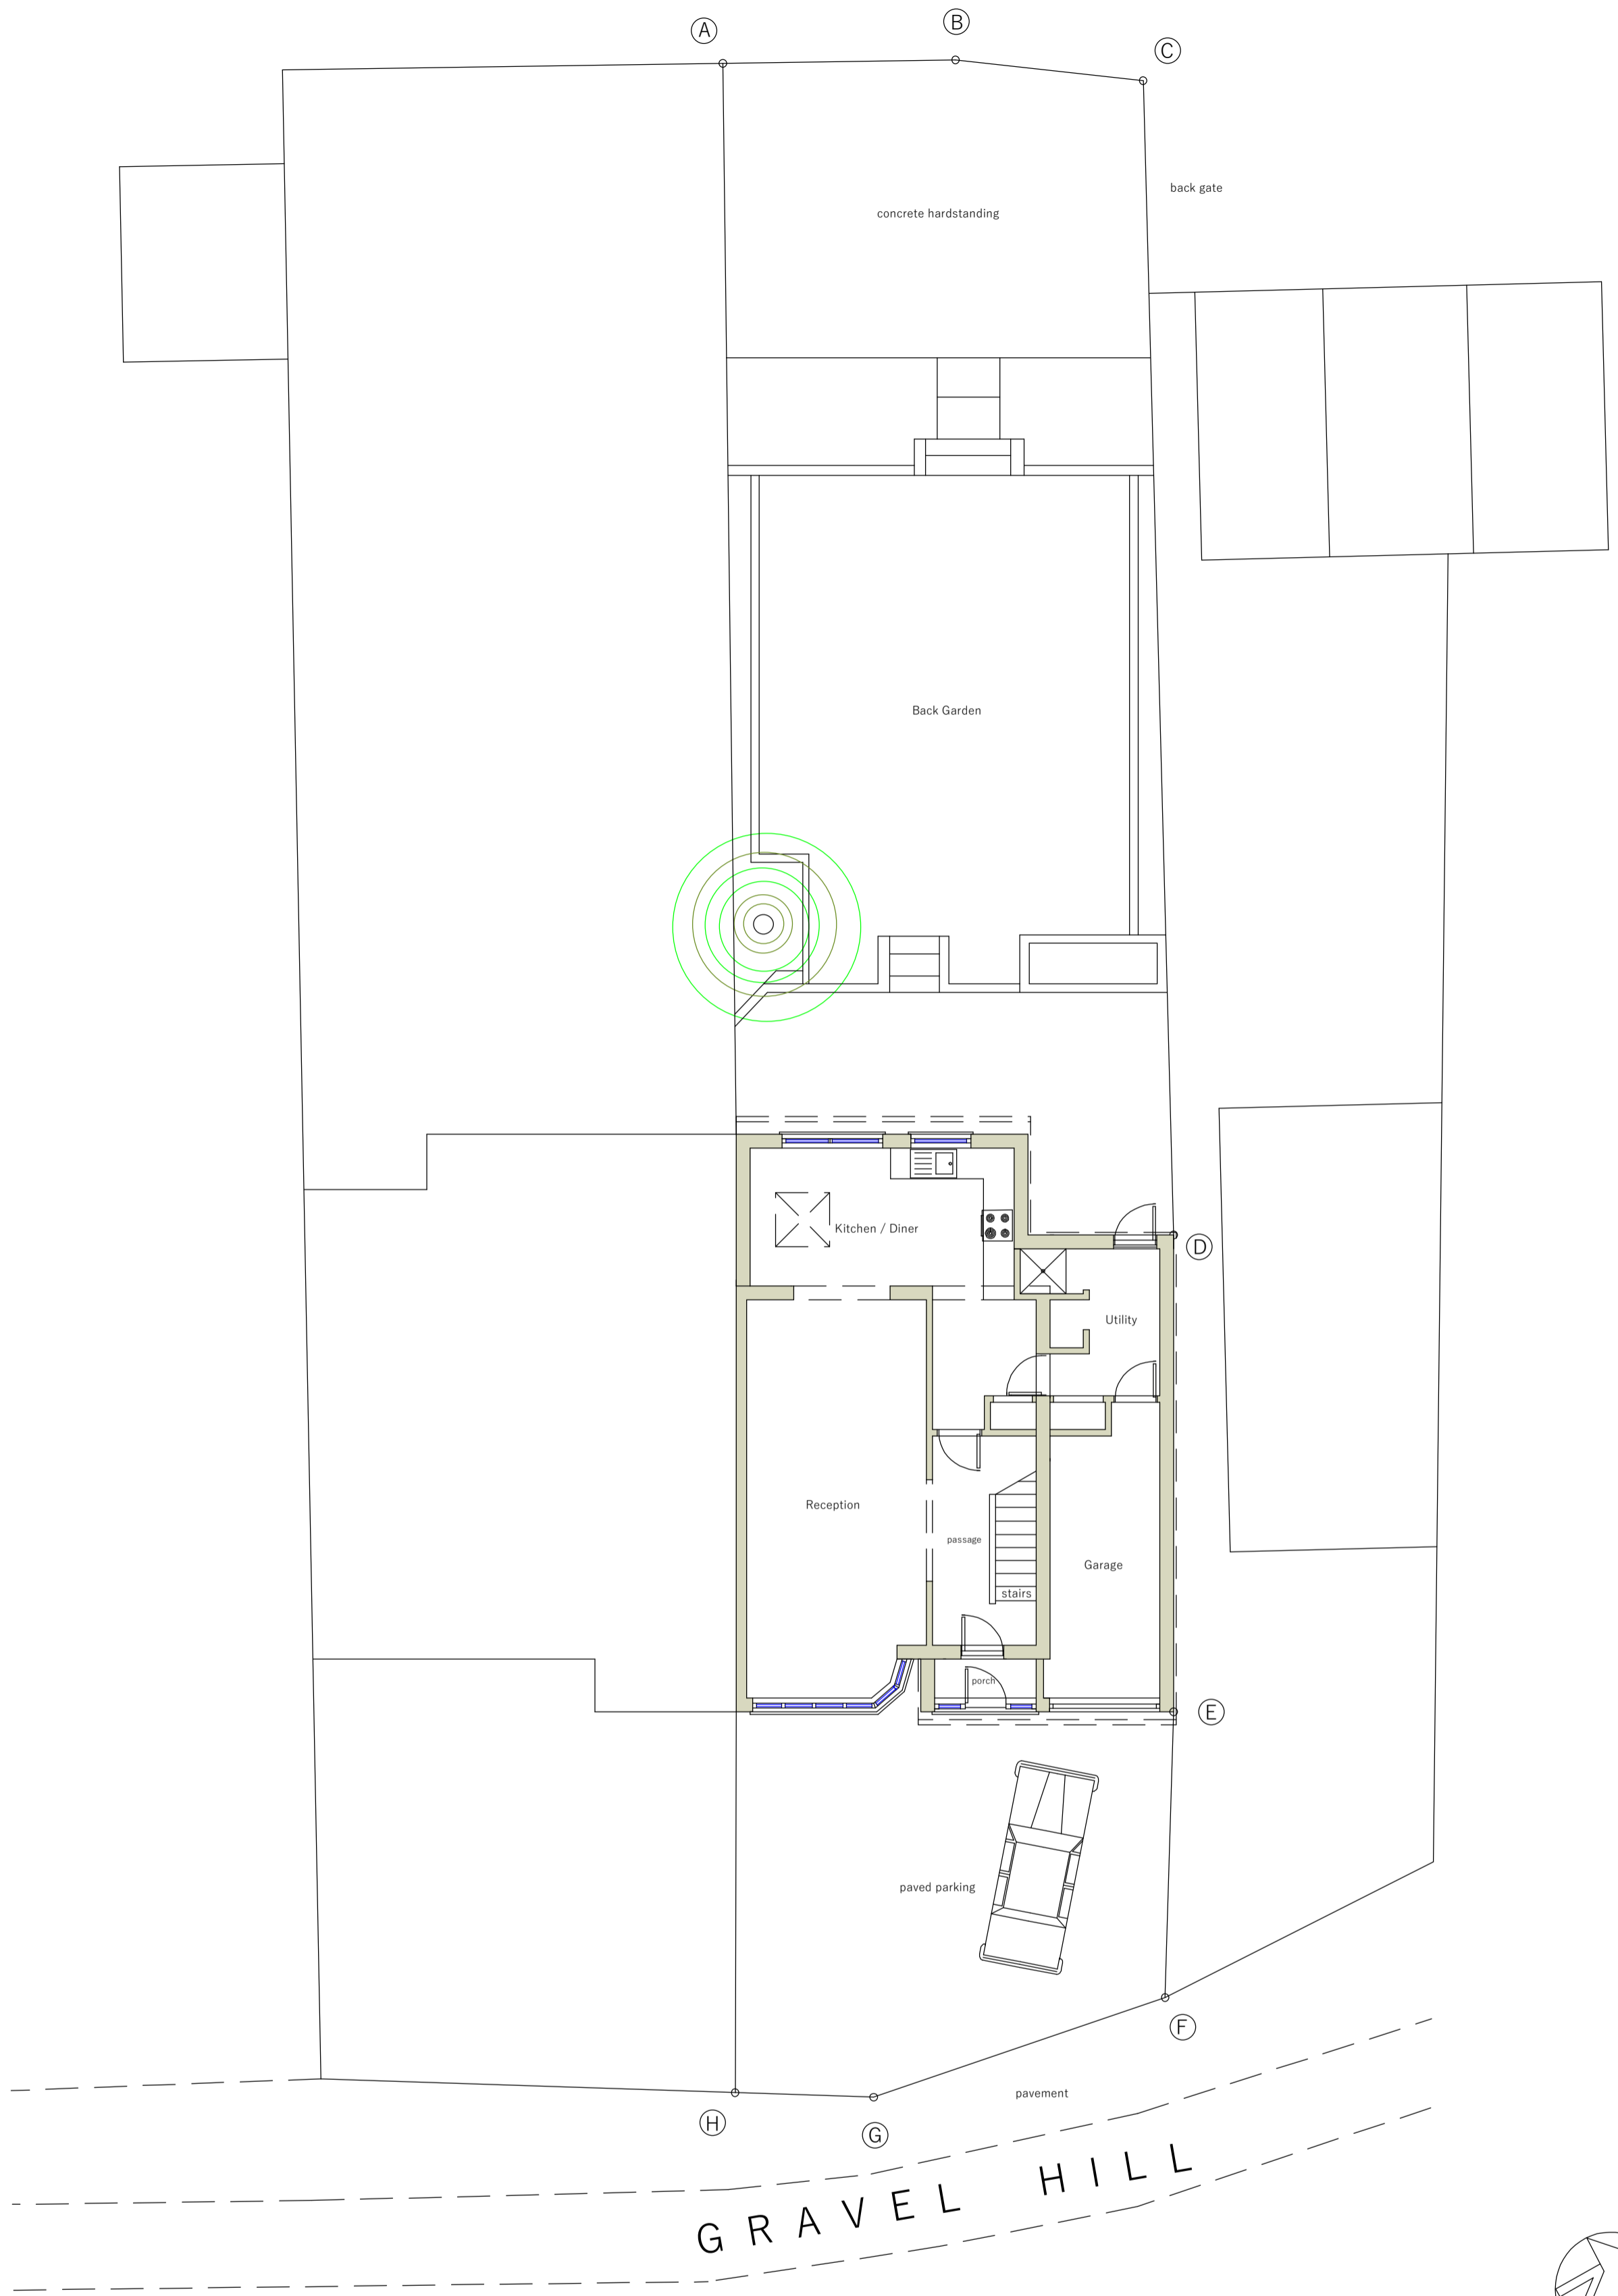 A
B
C
back gate
concrete hardstanding
Back Garden
Kitchen / Diner
D
Utility
Reception
passage
Garage
stairs
porch
E
paved parking
F
pavement
H
G
GRAVEL HILL